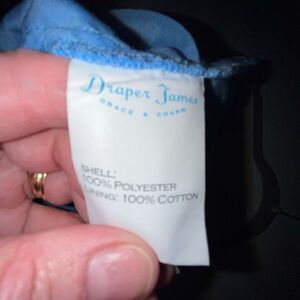 Draper James
GRACE & CHARM
SHELL:
100% POLYESTER
LINING: 100% COTTON